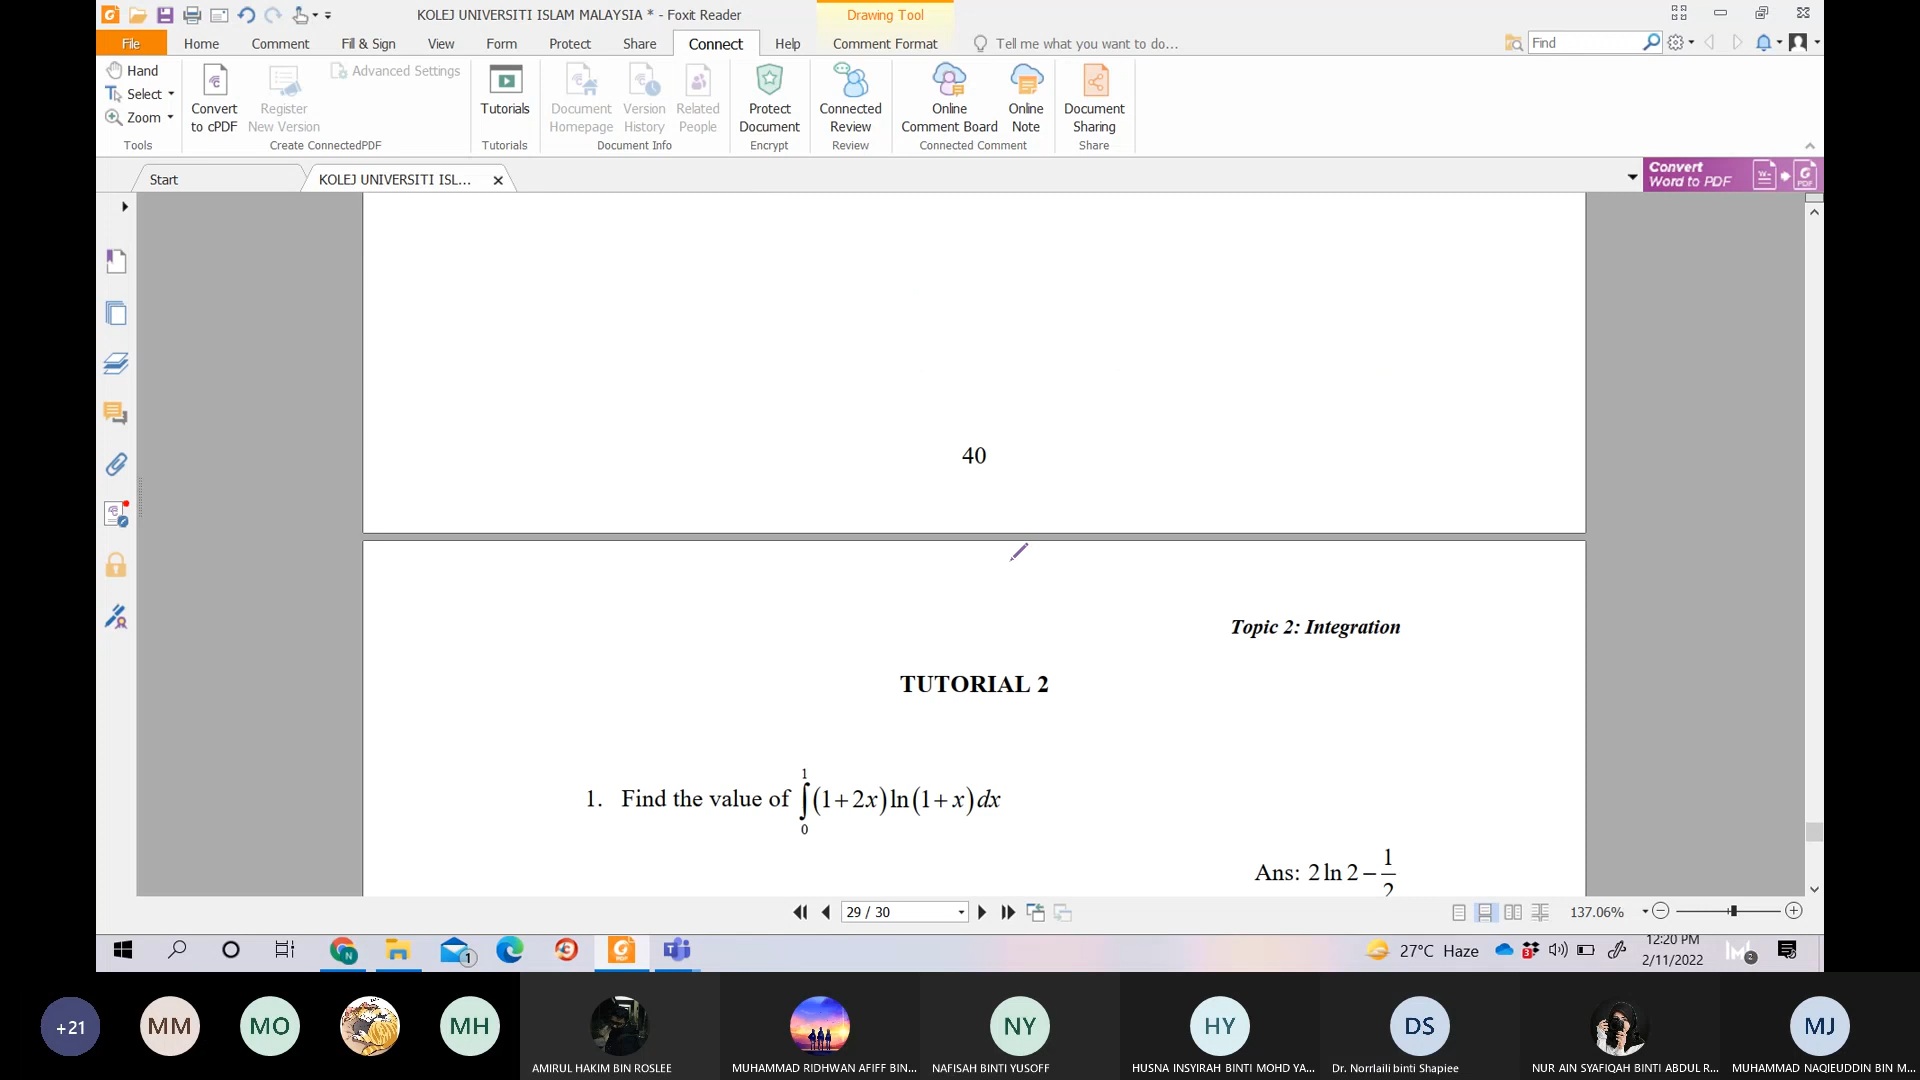 KOLEJ UNIVERSITI ISLAM MALAYSIA * - Foxit Reader
Drawing Tool
File Home Comment Fill & Sign View Form Protect Share Connect Help Comment Format Tell me what you want to do... Find
Hand
Select
Zoom
Tools
Convert to cPDF
Register New Version
Advanced Settings
Create ConnectedPDF
Tutorials
Tutorials
Document Homepage
Version History
Related People
Document Info
Protect Document
Encrypt
Connected Review
Review
Online Comment Board
Online Note
Connected Comment
Document Sharing
Share
Start
KOLEJ UNIVERSITI ISL...
Convert
Word to PDF
40
Topic 2: Integration
TUTORIAL 2
1. Find the value of ∫₀¹(1+2x)ln(1+x)dx
Ans: 2 ln 2 − 1/2
29 / 30
137.06%
27°C Haze
12:20 PM
2/11/2022
+21
MM
MO
MH
NY
HY
DS
MJ
AMIRUL HAKIM BIN ROSLEE
MUHAMMAD RIDHWAN AFIFF BIN...
NAFISAH BINTI YUSOFF
HUSNA INSYIRAH BINTI MOHD YA...
Dr. Norrlaili binti Shapiee
NUR AIN SYAFIQAH BINTI ABDUL R...
MUHAMMAD NAQIEUDDIN BIN M...